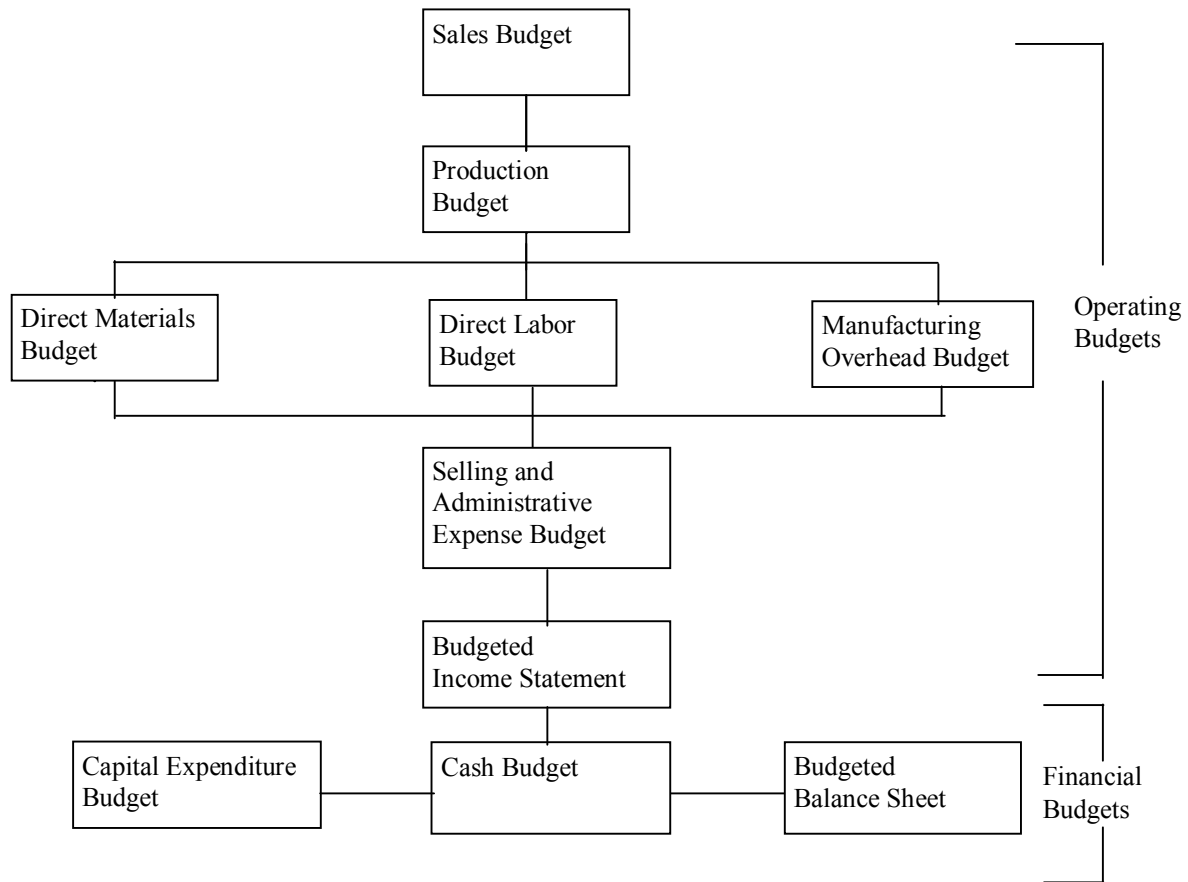 Sales Budget
Production
Budget
Direct Materials
Budget
Direct Labor
Budget
Manufacturing
Overhead Budget
Operating
Budgets
Selling and
Administrative
Expense Budget
Budgeted
Income Statement
Capital Expenditure
Budget
Cash Budget
Budgeted
Balance Sheet
Financial
Budgets